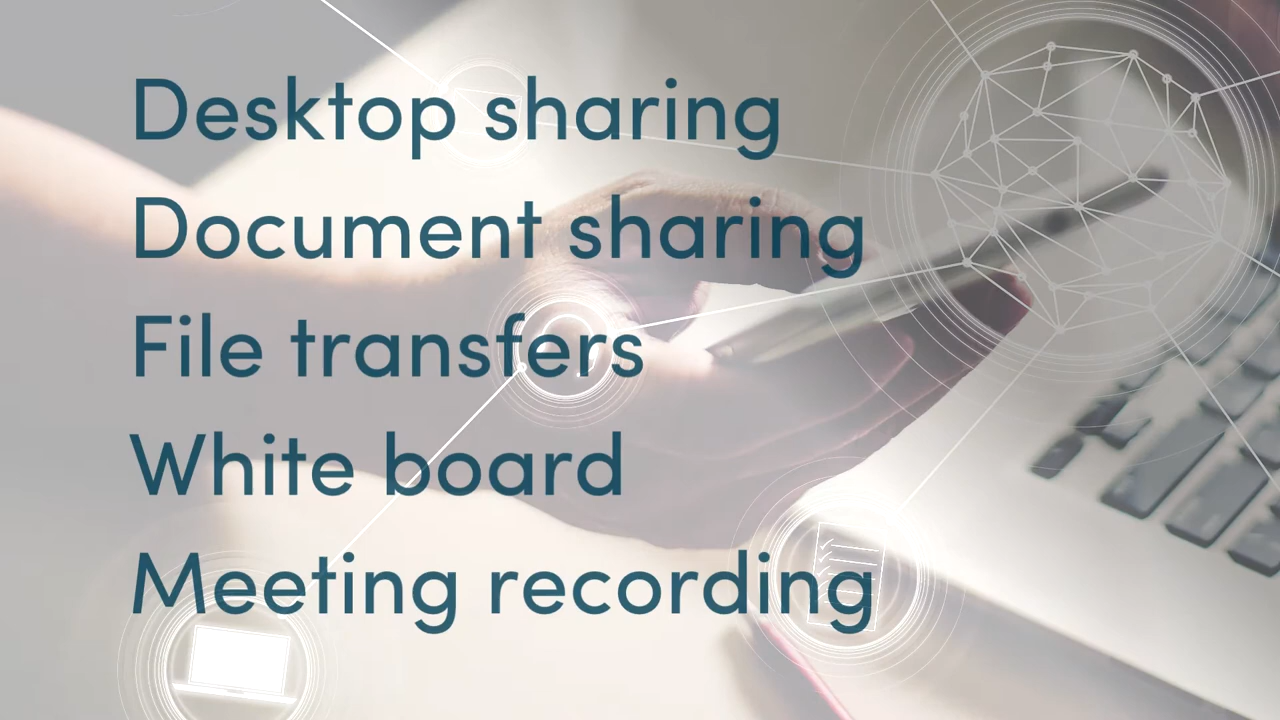 Desktop sharing
Document sharing
File transfers
White board
Meeting recording